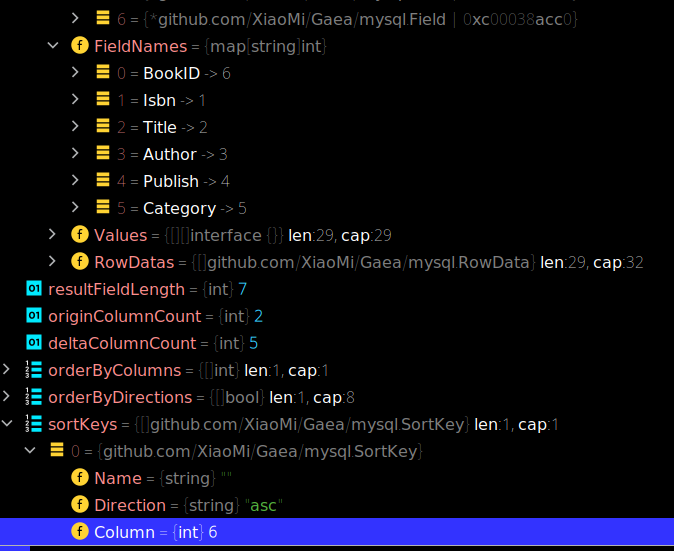 6 = {*github.com/XiaoMi/Gaea/mysql.Field | 0xc00038acc0}
FieldNames = {map[string]int}
0 = BookID -> 6
1 = Isbn -> 1
2 = Title -> 2
3 = Author -> 3
4 = Publish -> 4
5 = Category -> 5
Values = {[][]interface {}} len:29, cap:29
RowDatas = {[]github.com/XiaoMi/Gaea/mysql.RowData} len:29, cap:32
resultFieldLength = {int} 7
originColumnCount = {int} 2
deltaColumnCount = {int} 5
orderByColumns = {[]int} len:1, cap:1
orderByDirections = {[]bool} len:1, cap:8
sortKeys = {[]github.com/XiaoMi/Gaea/mysql.SortKey} len:1, cap:1
0 = {github.com/XiaoMi/Gaea/mysql.SortKey}
Name = {string} ""
Direction = {string} "asc"
Column = {int} 6